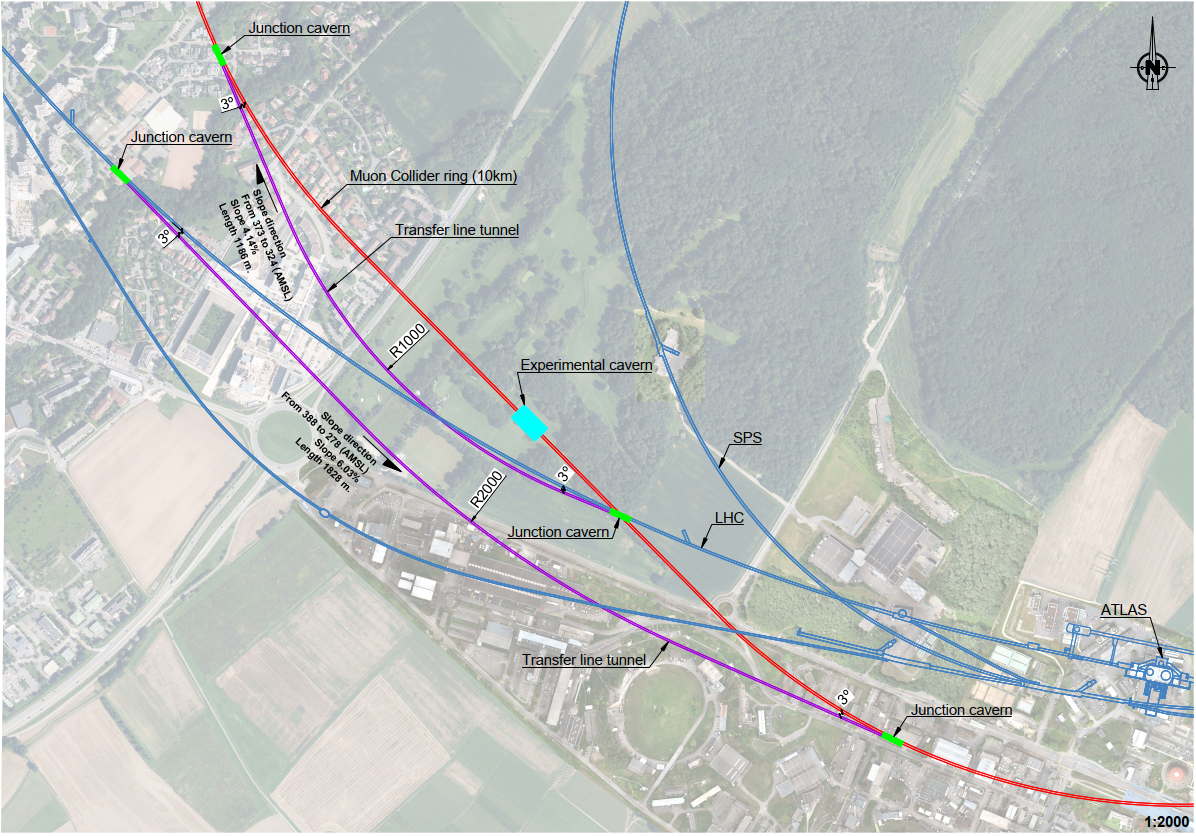 Junction cavern
N
3°
Junction cavern
Muon Collider ring (10km)
3°
Slope direction
From 373 to 324 (AMSL)
Slope 4.14%
Length 1186 m.
Transfer line tunnel
R1000
Experimental cavern
Slope direction
From 388 to 278 (AMSL)
Slope 6.03%
Length 1828 m.
SPS
3°
R2000
LHC
Junction cavern
ATLAS
Transfer line tunnel
3°
Junction cavern
1:2000